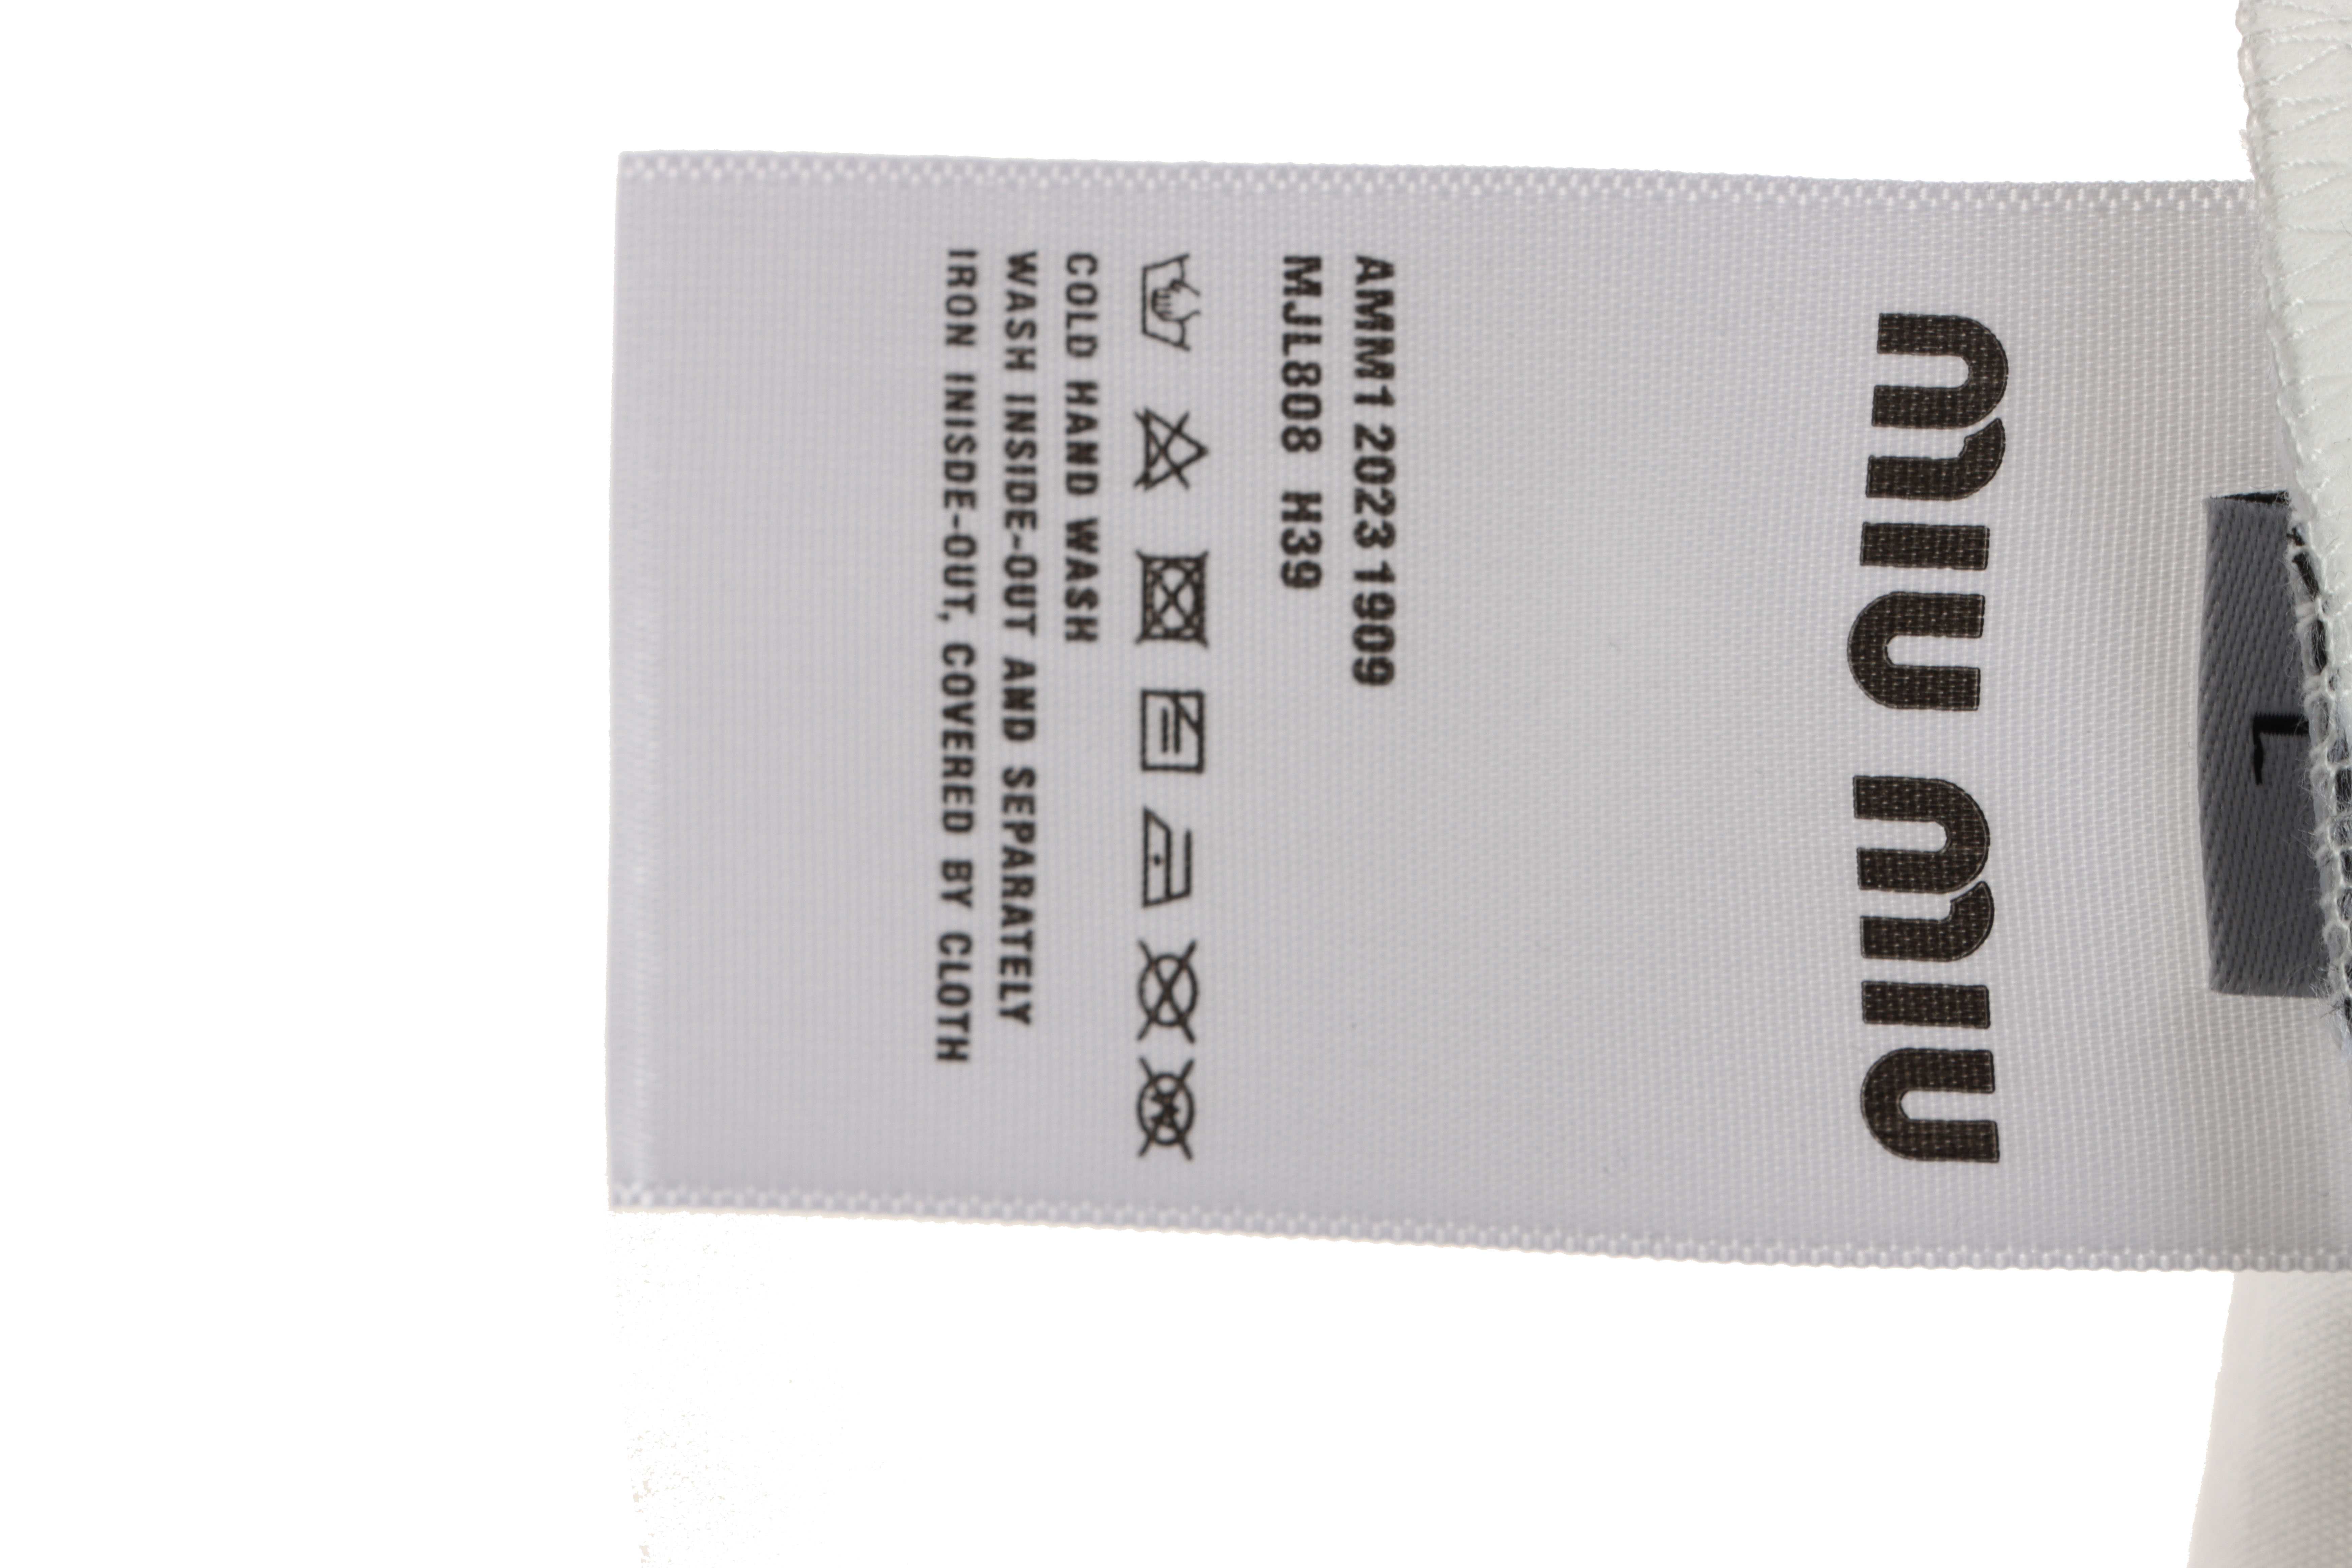 miu miu
AMM1 2023 1909
MJL808 H39
COLD HAND WASH
WASH INSIDE-OUT AND SEPARATELY
IRON INISDE-OUT, COVERED BY CLOTH